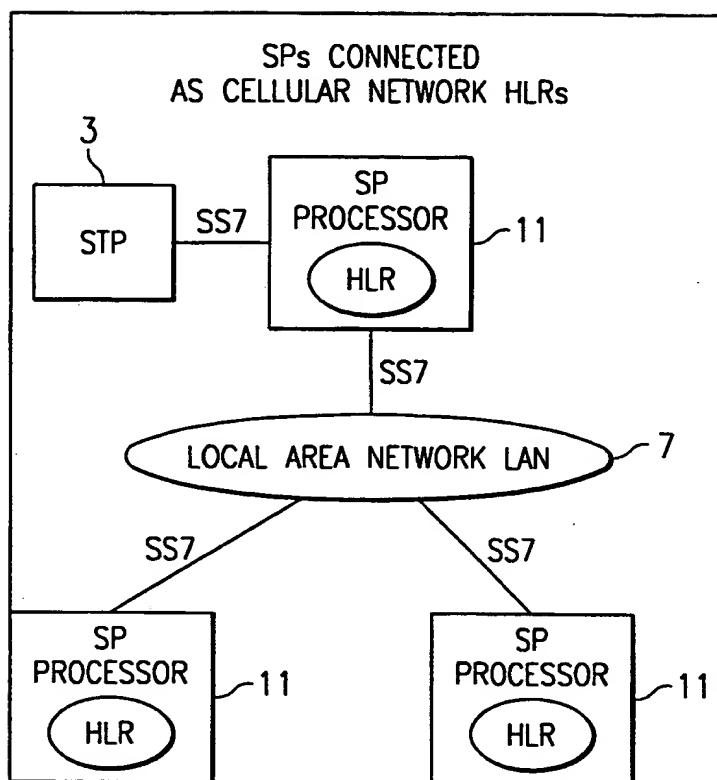 SPs CONNECTED
AS CELLULAR NETWORK HLRs
3
STP
SS7
SP
PROCESSOR
HLR
11
SS7
LOCAL AREA NETWORK LAN
7
SS7
SS7
SP
PROCESSOR
HLR
11
SP
PROCESSOR
HLR
11